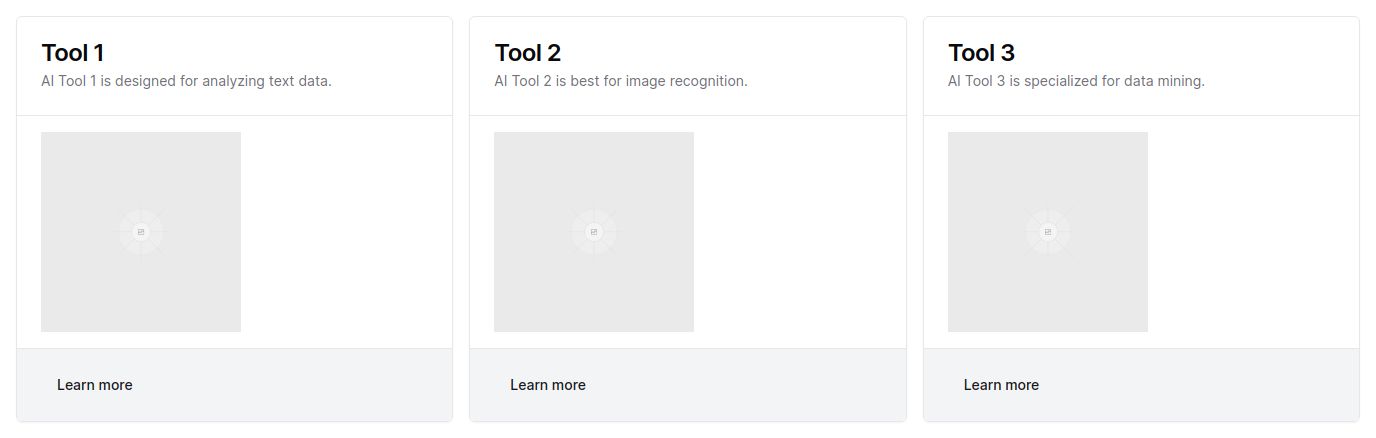 Tool 1
AI Tool 1 is designed for analyzing text data.
Learn more
Tool 2
AI Tool 2 is best for image recognition.
Learn more
Tool 3
AI Tool 3 is specialized for data mining.
Learn more